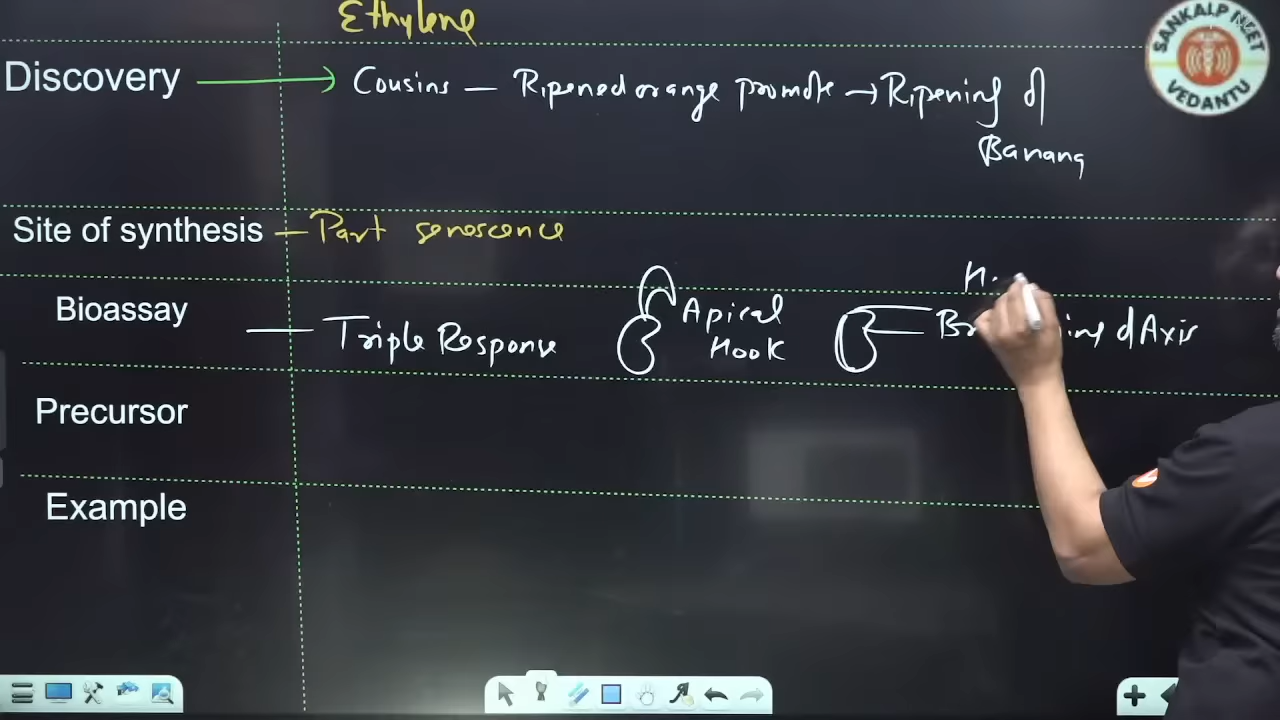 Ethylene
SANKALP NEET
VEDANTU
Discovery → Cousins — Ripened orange promote → Ripening of
Banana
Site of synthesis — Part senescence
Bioassay — Triple Response
Apical
Hook
H
Axis
Precursor
Example